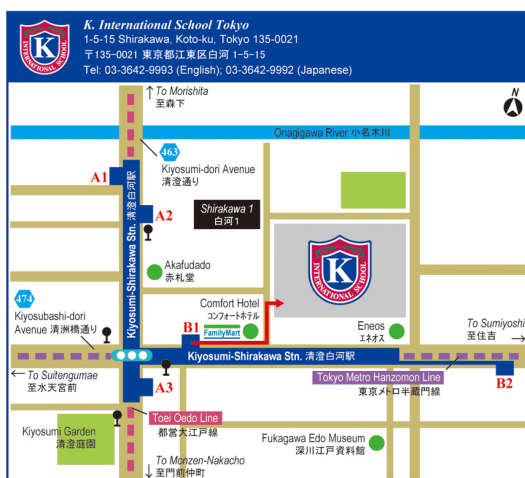 K. International School Tokyo
1-5-15 Shirakawa, Koto-ku, Tokyo 135-0021
〒135-0021 東京都江東区白河 1-5-15
Tel: 03-3642-9993 (English); 03-3642-9992 (Japanese)
K
INTERNATIONAL SCHOOL
To Morishita
至森下
N
Onagigawa River 小名木川
463
Kiyosumi-dori Avenue
清澄通り
A1
A2
Kiyosumi-Shirakawa Stn. 清澄白河駅
Shirakawa 1
白河1
K
INTERNATIONAL SCHOOL
Akafudado
赤札堂
474
Kiyosubashi-dori
Avenue 清洲橋通り
Comfort Hotel
コンフォートホテル
FamilyMart
B1
Eneos
エネオス
To Sumiyoshi
至住吉
Kiyosumi-Shirakawa Stn. 清澄白河駅
To Suitengumae
至水天宮前
A3
Tokyo Metro Hanzomon Line
東京メトロ半蔵門線
B2
Toei Oedo Line
都営大江戸線
Kiyosumi Garden
清澄庭園
Fukagawa Edo Museum
深川江戸資料館
To Monzen-Nakacho
至門前仲町